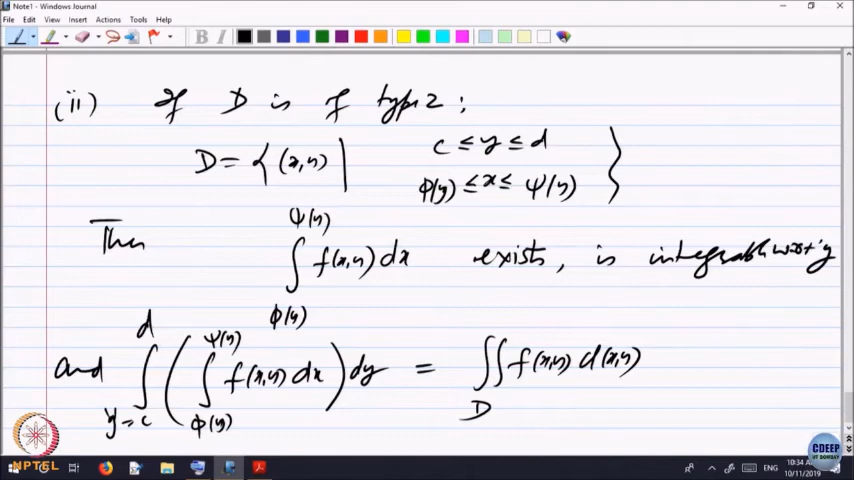 Note1 - Windows Journal
File Edit View Insert Actions Tools Help
(ii) If D is of type 2 :
D = { (x,y) | c ≤ y ≤ d
φ(y) ≤ x ≤ ψ(y) }
Then ∫_{φ(y)}^{ψ(y)} f(x,y) dx exists, is integrable w.r.t y
and ∫_{y=c}^{d} ( ∫_{φ(y)}^{ψ(y)} f(x,y) dx ) dy = ∬_D f(x,y) d(x,y)
NPTEL
CDEEP
IIT BOMBAY
ENG
10:34 A
10/11/2019